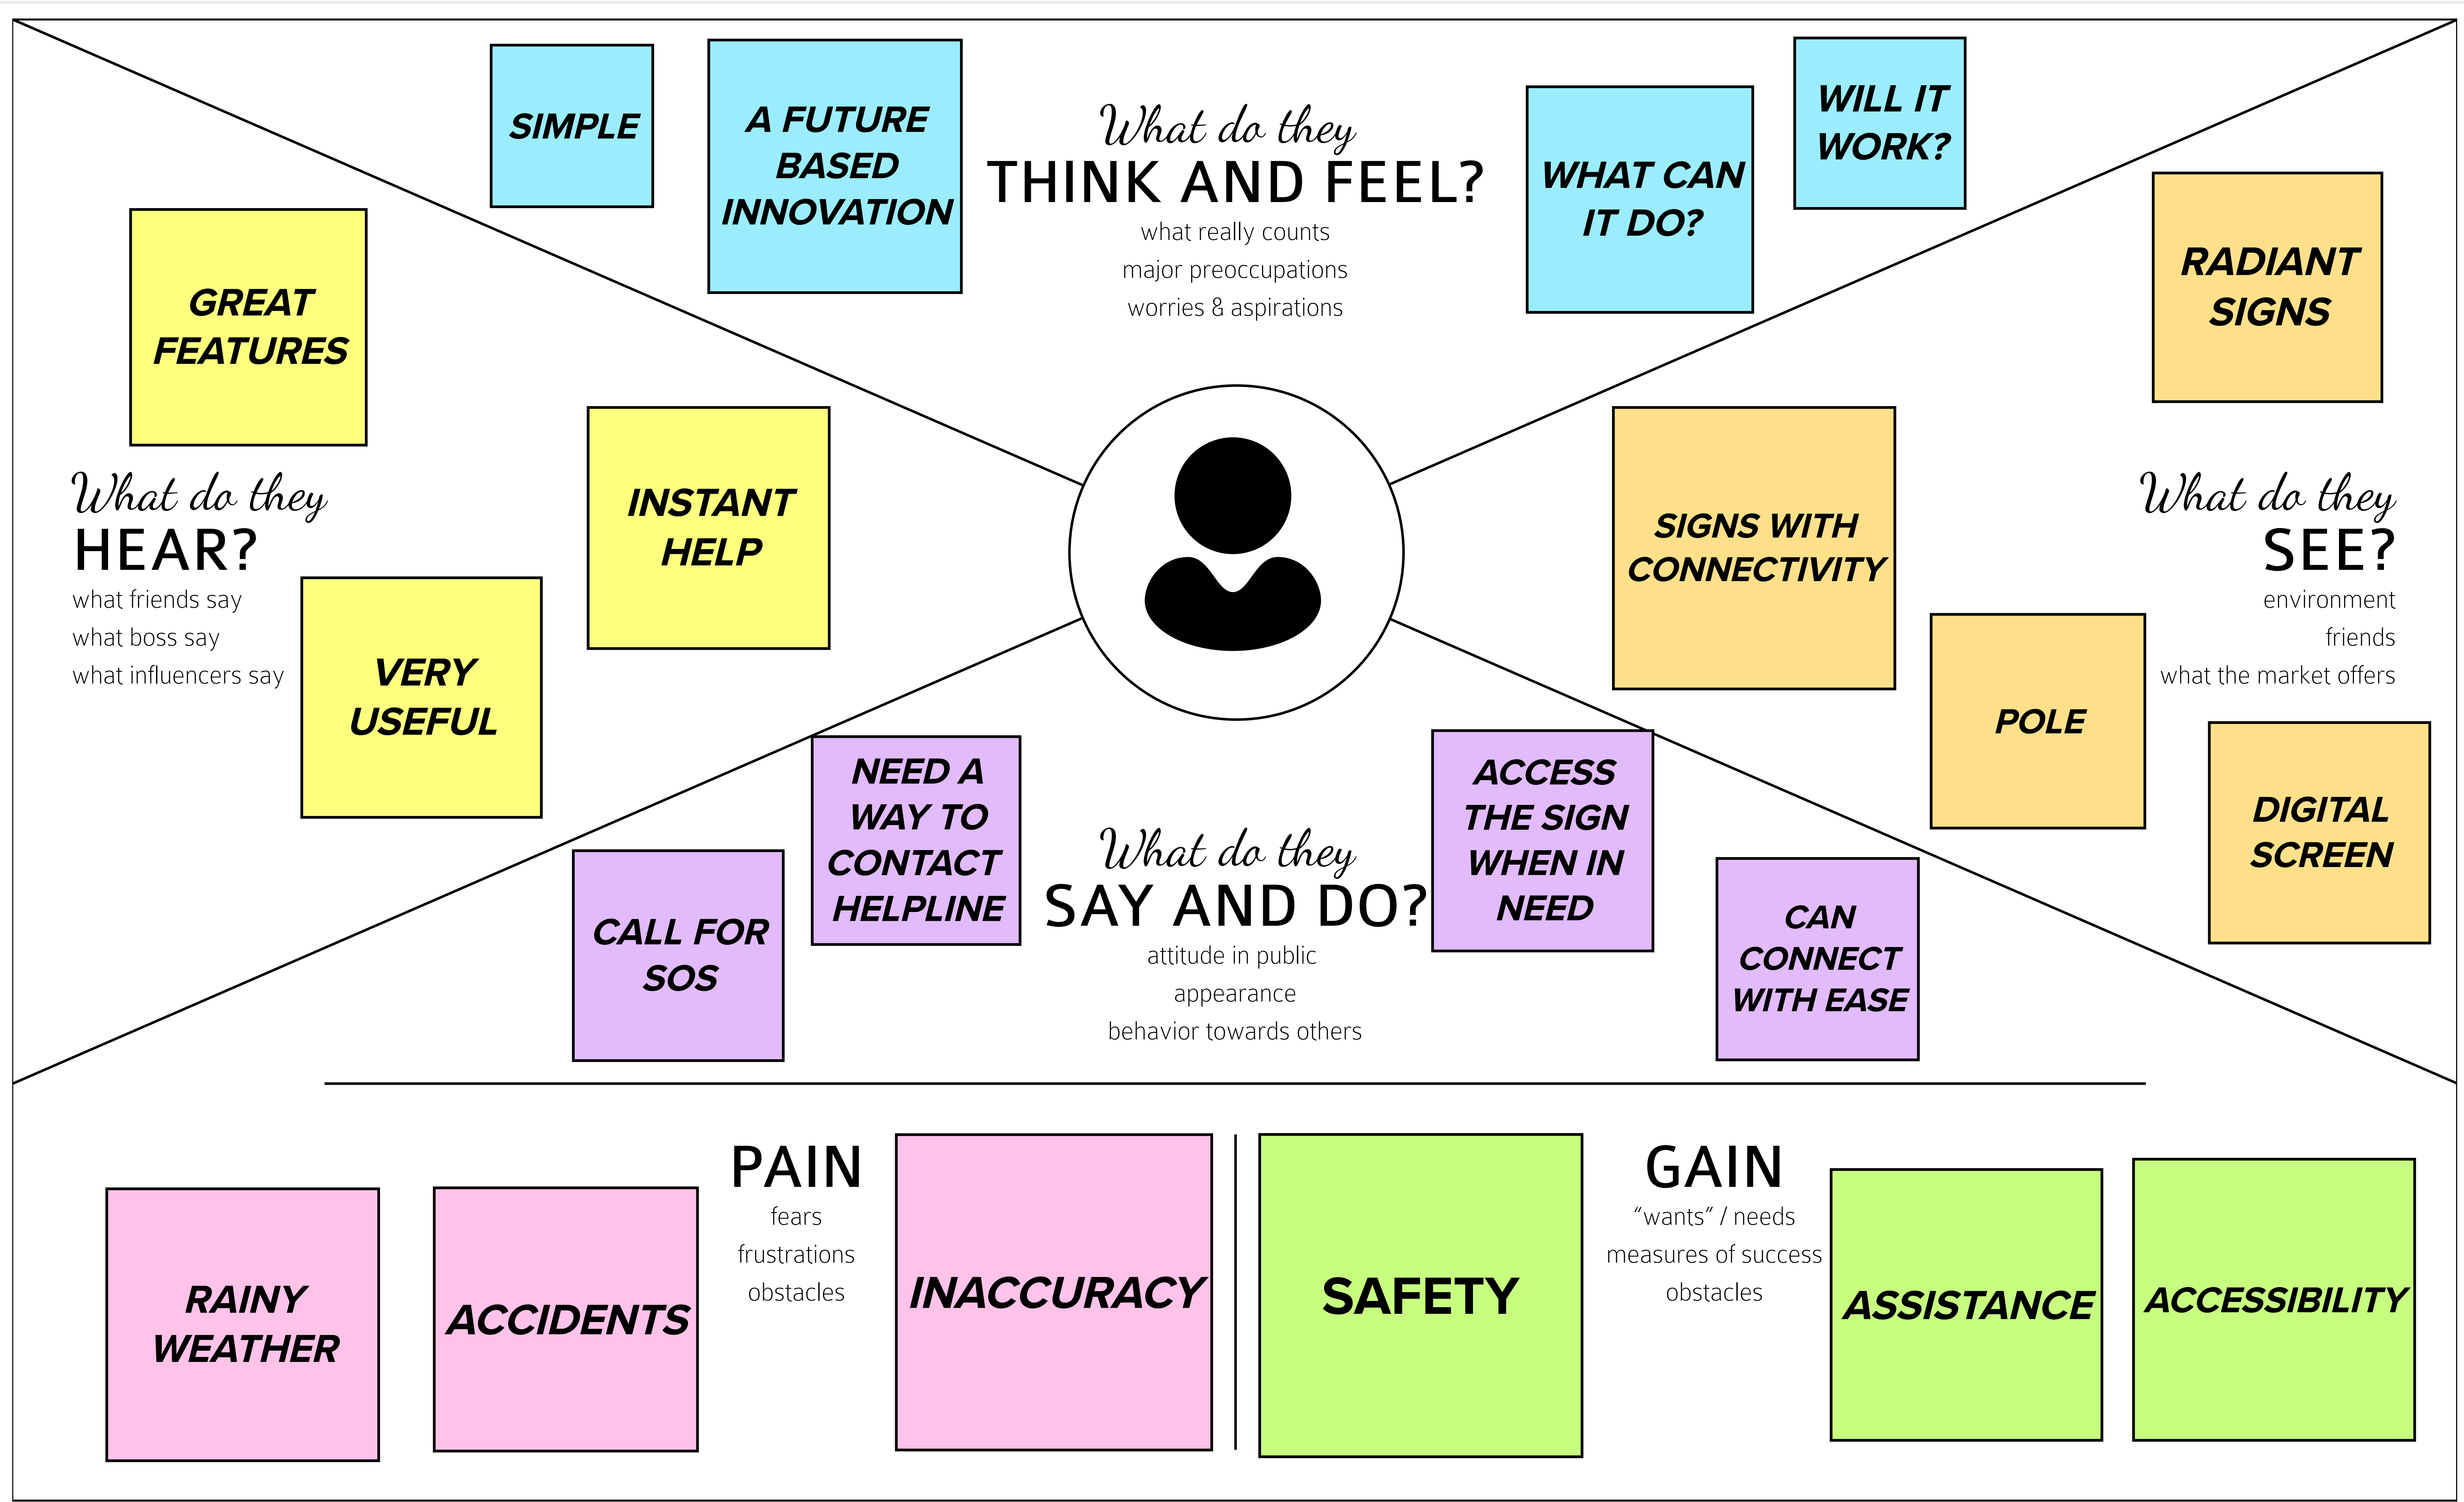 SIMPLE
A FUTURE
BASED
INNOVATION
What do they
THINK AND FEEL?
what really counts
major preoccupations
worries & aspirations
WHAT CAN
IT DO?
WILL IT
WORK?
GREAT
FEATURES
INSTANT
HELP
What do they
HEAR?
what friends say
what boss say
what influencers say
VERY
USEFUL
RADIANT
SIGNS
SIGNS WITH
CONNECTIVITY
What do they
SEE?
environment
friends
what the market offers
POLE
DIGITAL
SCREEN
CALL FOR
SOS
NEED A
WAY TO
CONTACT
HELPLINE
What do they
SAY AND DO?
attitude in public
appearance
behavior towards others
ACCESS
THE SIGN
WHEN IN
NEED
CAN
CONNECT
WITH EASE
RAINY
WEATHER
ACCIDENTS
PAIN
fears
frustrations
obstacles
INACCURACY
SAFETY
GAIN
“wants” / needs
measures of success
obstacles
ASSISTANCE
ACCESSIBILITY